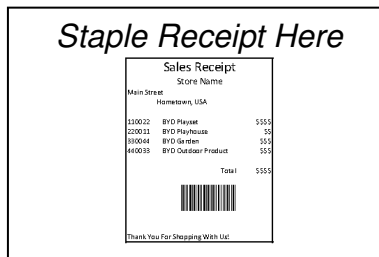 Staple Receipt Here
Sales Receipt
Store Name
Main Street
Hometown, USA
110022 BYD Playset $$$$
220011 BYD Playhouse $$
330044 BYD Garden $$$
440033 BYD Outdoor Product $$$
Total $$$$
Thank You For Shopping With Us!